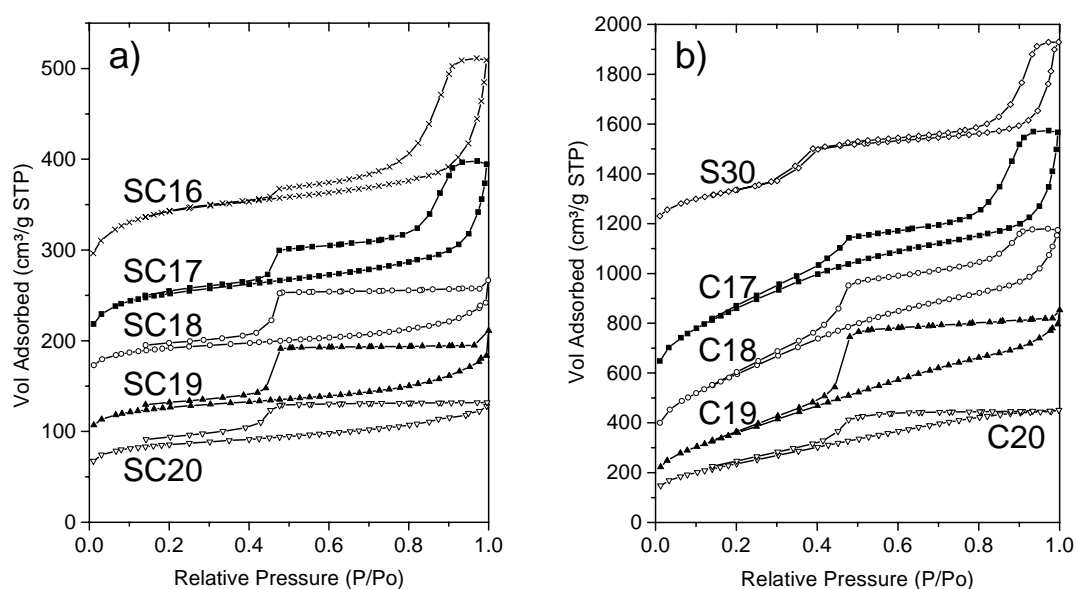 a)
500
400
300
200
100
0
Vol Adsorbed (cm³/g STP)
SC16
SC17
SC18
SC19
SC20
0.0 0.2 0.4 0.6 0.8 1.0
Relative Pressure (P/Po)
b)
2000
1800
1600
1400
1200
1000
800
600
400
200
0
Vol Adsorbed (cm³/g STP)
S30
C17
C18
C19
C20
0.0 0.2 0.4 0.6 0.8 1.0
Relative Pressure (P/Po)